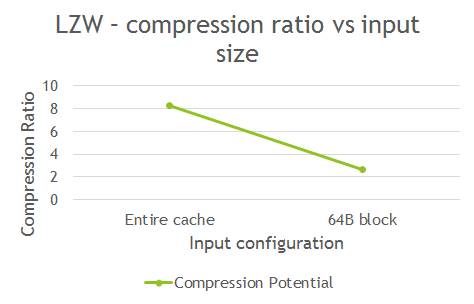 LZW – compression ratio vs input
size
Compression Ratio
10
8
6
4
2
0
Entire cache 64B block
Input configuration
Compression Potential